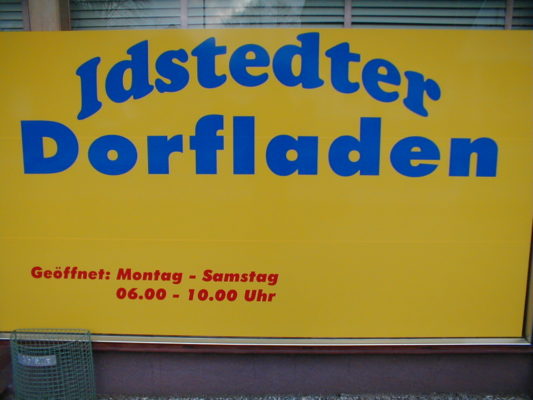 Idstedter
Dorfladen
Geöffnet: Montag - Samstag
06.00 - 10.00 Uhr